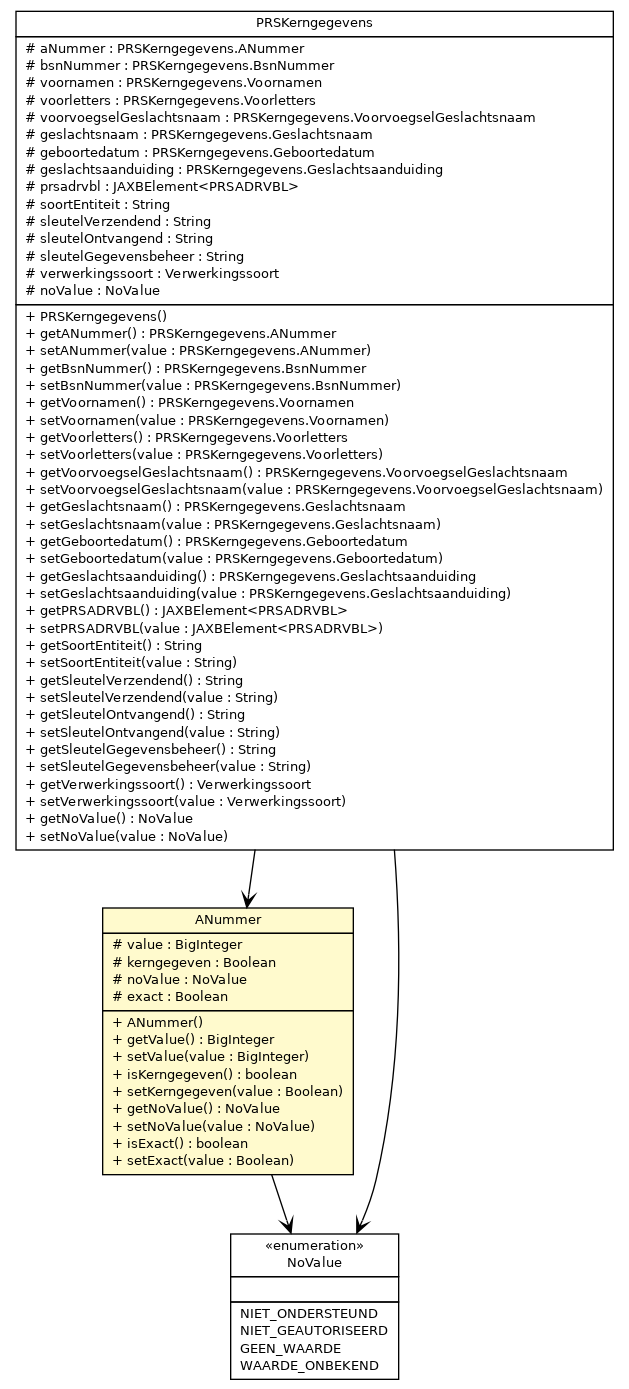 PRSKerngegevens
# aNummer : PRSKerngegevens.ANummer
# bsnNummer : PRSKerngegevens.BsnNummer
# voornamen : PRSKerngegevens.Voornamen
# voorletters : PRSKerngegevens.Voorletters
# voorvoegselGeslachtsnaam : PRSKerngegevens.VoorvoegselGeslachtsnaam
# geslachtsnaam : PRSKerngegevens.Geslachtsnaam
# geboortedatum : PRSKerngegevens.Geboortedatum
# geslachtsaanduiding : PRSKerngegevens.Geslachtsaanduiding
# prsadrvbl : JAXBElement<PRSADRVBL>
# soortEntiteit : String
# sleutelVerzendend : String
# sleutelOntvangend : String
# sleutelGegevensbeheer : String
# verwerkingssoort : Verwerkingssoort
# noValue : NoValue
+ PRSKerngegevens()
+ getANummer() : PRSKerngegevens.ANummer
+ setANummer(value : PRSKerngegevens.ANummer)
+ getBsnNummer() : PRSKerngegevens.BsnNummer
+ setBsnNummer(value : PRSKerngegevens.BsnNummer)
+ getVoornamen() : PRSKerngegevens.Voornamen
+ setVoornamen(value : PRSKerngegevens.Voornamen)
+ getVoorletters() : PRSKerngegevens.Voorletters
+ setVoorletters(value : PRSKerngegevens.Voorletters)
+ getVoorvoegselGeslachtsnaam() : PRSKerngegevens.VoorvoegselGeslachtsnaam
+ setVoorvoegselGeslachtsnaam(value : PRSKerngegevens.VoorvoegselGeslachtsnaam)
+ getGeslachtsnaam() : PRSKerngegevens.Geslachtsnaam
+ setGeslachtsnaam(value : PRSKerngegevens.Geslachtsnaam)
+ getGeboortedatum() : PRSKerngegevens.Geboortedatum
+ setGeboortedatum(value : PRSKerngegevens.Geboortedatum)
+ getGeslachtsaanduiding() : PRSKerngegevens.Geslachtsaanduiding
+ setGeslachtsaanduiding(value : PRSKerngegevens.Geslachtsaanduiding)
+ getPRSADRVBL() : JAXBElement<PRSADRVBL>
+ setPRSADRVBL(value : JAXBElement<PRSADRVBL>)
+ getSoortEntiteit() : String
+ setSoortEntiteit(value : String)
+ getSleutelVerzendend() : String
+ setSleutelVerzendend(value : String)
+ getSleutelOntvangend() : String
+ setSleutelOntvangend(value : String)
+ getSleutelGegevensbeheer() : String
+ setSleutelGegevensbeheer(value : String)
+ getVerwerkingssoort() : Verwerkingssoort
+ setVerwerkingssoort(value : Verwerkingssoort)
+ getNoValue() : NoValue
+ setNoValue(value : NoValue)
ANummer
# value : BigInteger
# kerngegeven : Boolean
# noValue : NoValue
# exact : Boolean
+ ANummer()
+ getValue() : BigInteger
+ setValue(value : BigInteger)
+ isKerngegeven() : boolean
+ setKerngegeven(value : Boolean)
+ getNoValue() : NoValue
+ setNoValue(value : NoValue)
+ isExact() : boolean
+ setExact(value : Boolean)
«enumeration»
NoValue
NIET_ONDERSTEUND
NIET_GEAUTORISEERD
GEEN_WAARDE
WAARDE_ONBEKEND